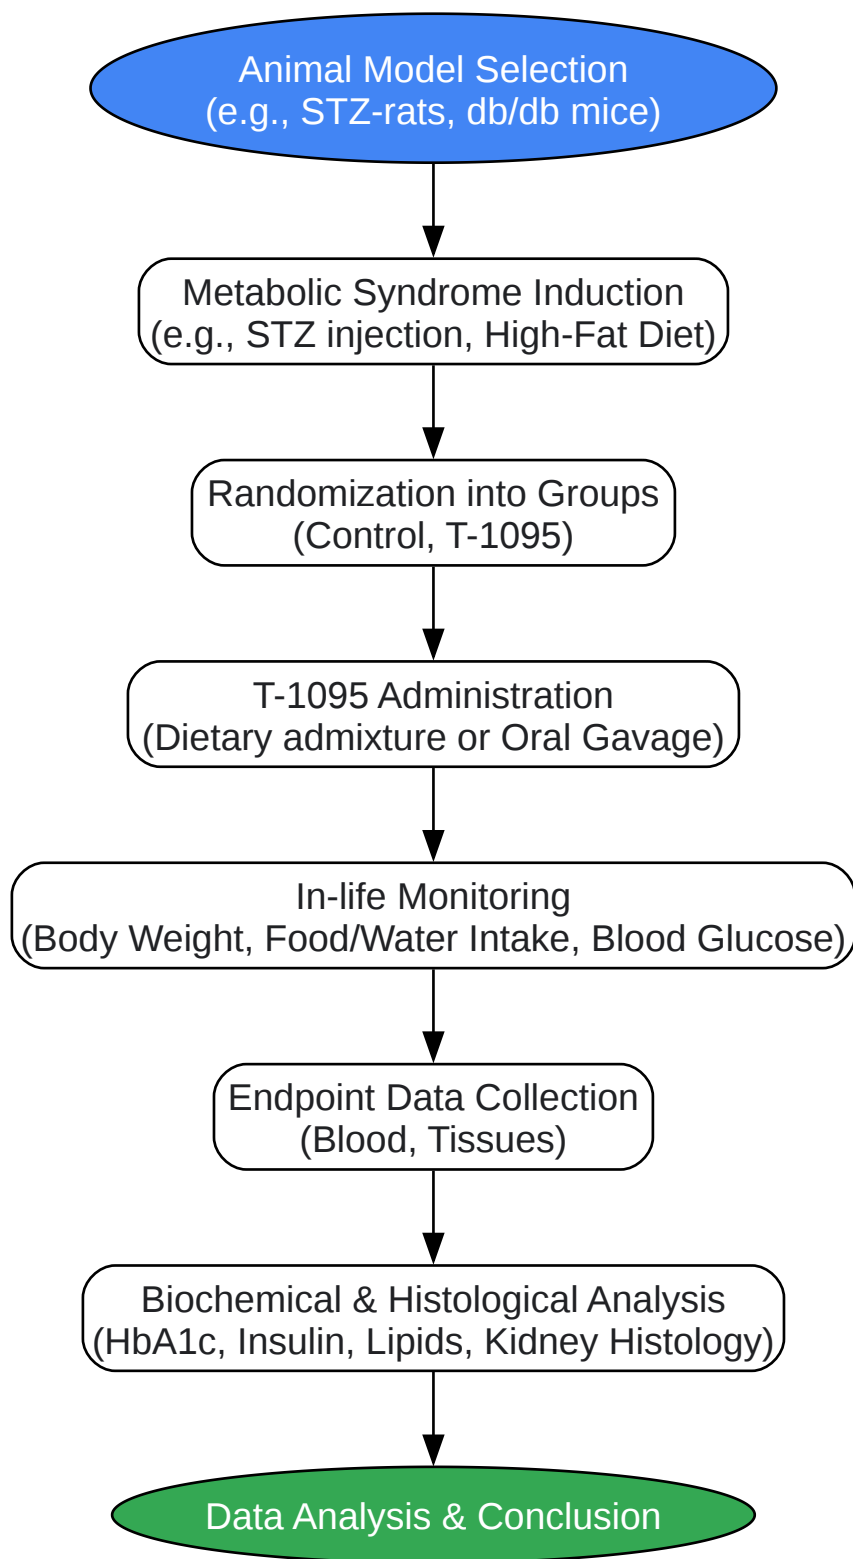 Animal Model Selection
(e.g., STZ-rats, db/db mice)
Metabolic Syndrome Induction
(e.g., STZ injection, High-Fat Diet)
Randomization into Groups
(Control, T-1095)
T-1095 Administration
(Dietary admixture or Oral Gavage)
In-life Monitoring
(Body Weight, Food/Water Intake, Blood Glucose)
Endpoint Data Collection
(Blood, Tissues)
Biochemical & Histological Analysis
(HbA1c, Insulin, Lipids, Kidney Histology)
Data Analysis & Conclusion